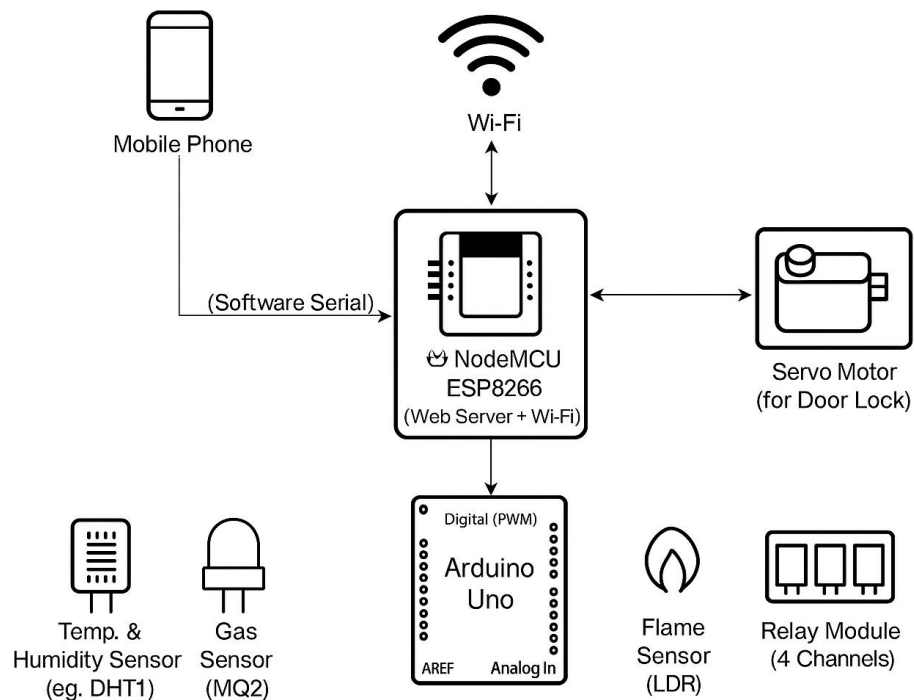 Mobile Phone
Wi-Fi
(Software Serial)
NodeMCU
ESP8266
(Web Server + Wi-Fi)
Servo Motor
(for Door Lock)
Digital (PWM)
Arduino
Uno
AREF
Analog In
Temp. &
Humidity Sensor
(eg. DHT1)
Gas
Sensor
(MQ2)
Flame
Sensor
(LDR)
Relay Module
(4 Channels)